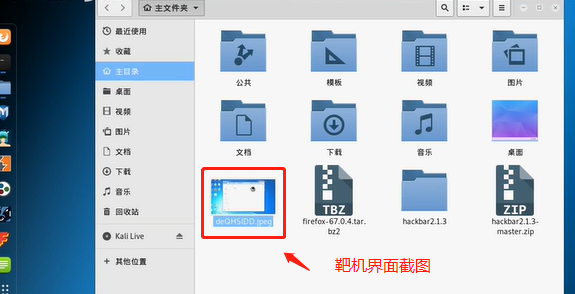 主文件夹
最近使用
收藏
主目录
桌面
视频
图片
文档
下载
音乐
回收站
Kali Live
其他位置
公共
模板
视频
图片
文档
下载
音乐
桌面
TBZ
ZIP
deQHSIDD.jpeg
firefox-67.0.4.tar.
bz2
hackbar2.1.3
hackbar2.1.3-
master.zip
靶机界面截图